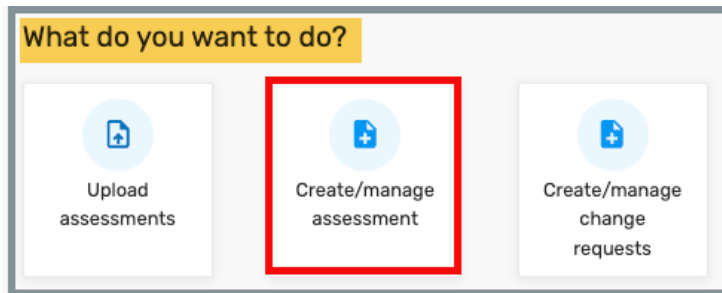 What do you want to do?
Upload
assessments
Create/manage
assessment
Create/manage
change
requests